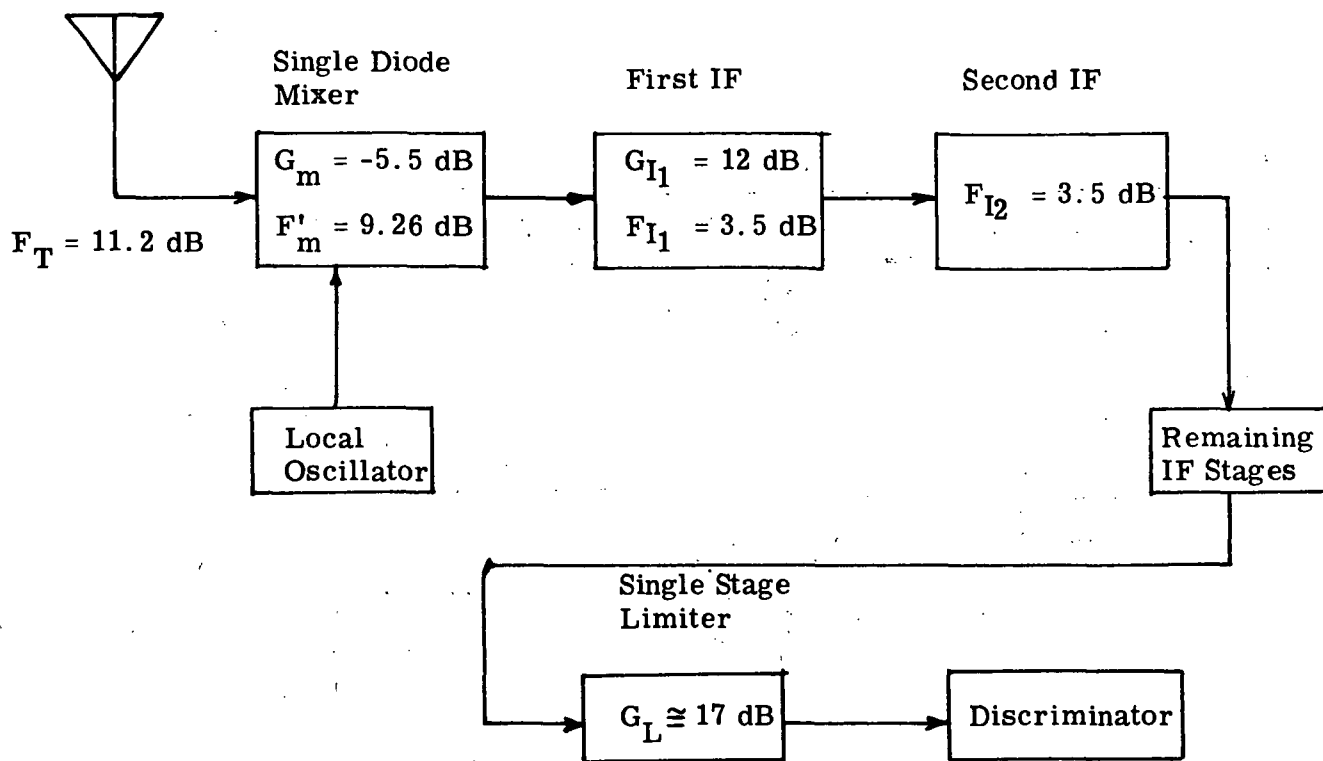 Single Diode
Mixer
First IF
Second IF
G_m = -5.5 dB
F'_m = 9.26 dB
G_I1 = 12 dB
F_I1 = 3.5 dB
F_I2 = 3.5 dB
F_T = 11.2 dB
Local
Oscillator
Remaining
IF Stages
Single Stage
Limiter
G_L ≅ 17 dB
Discriminator